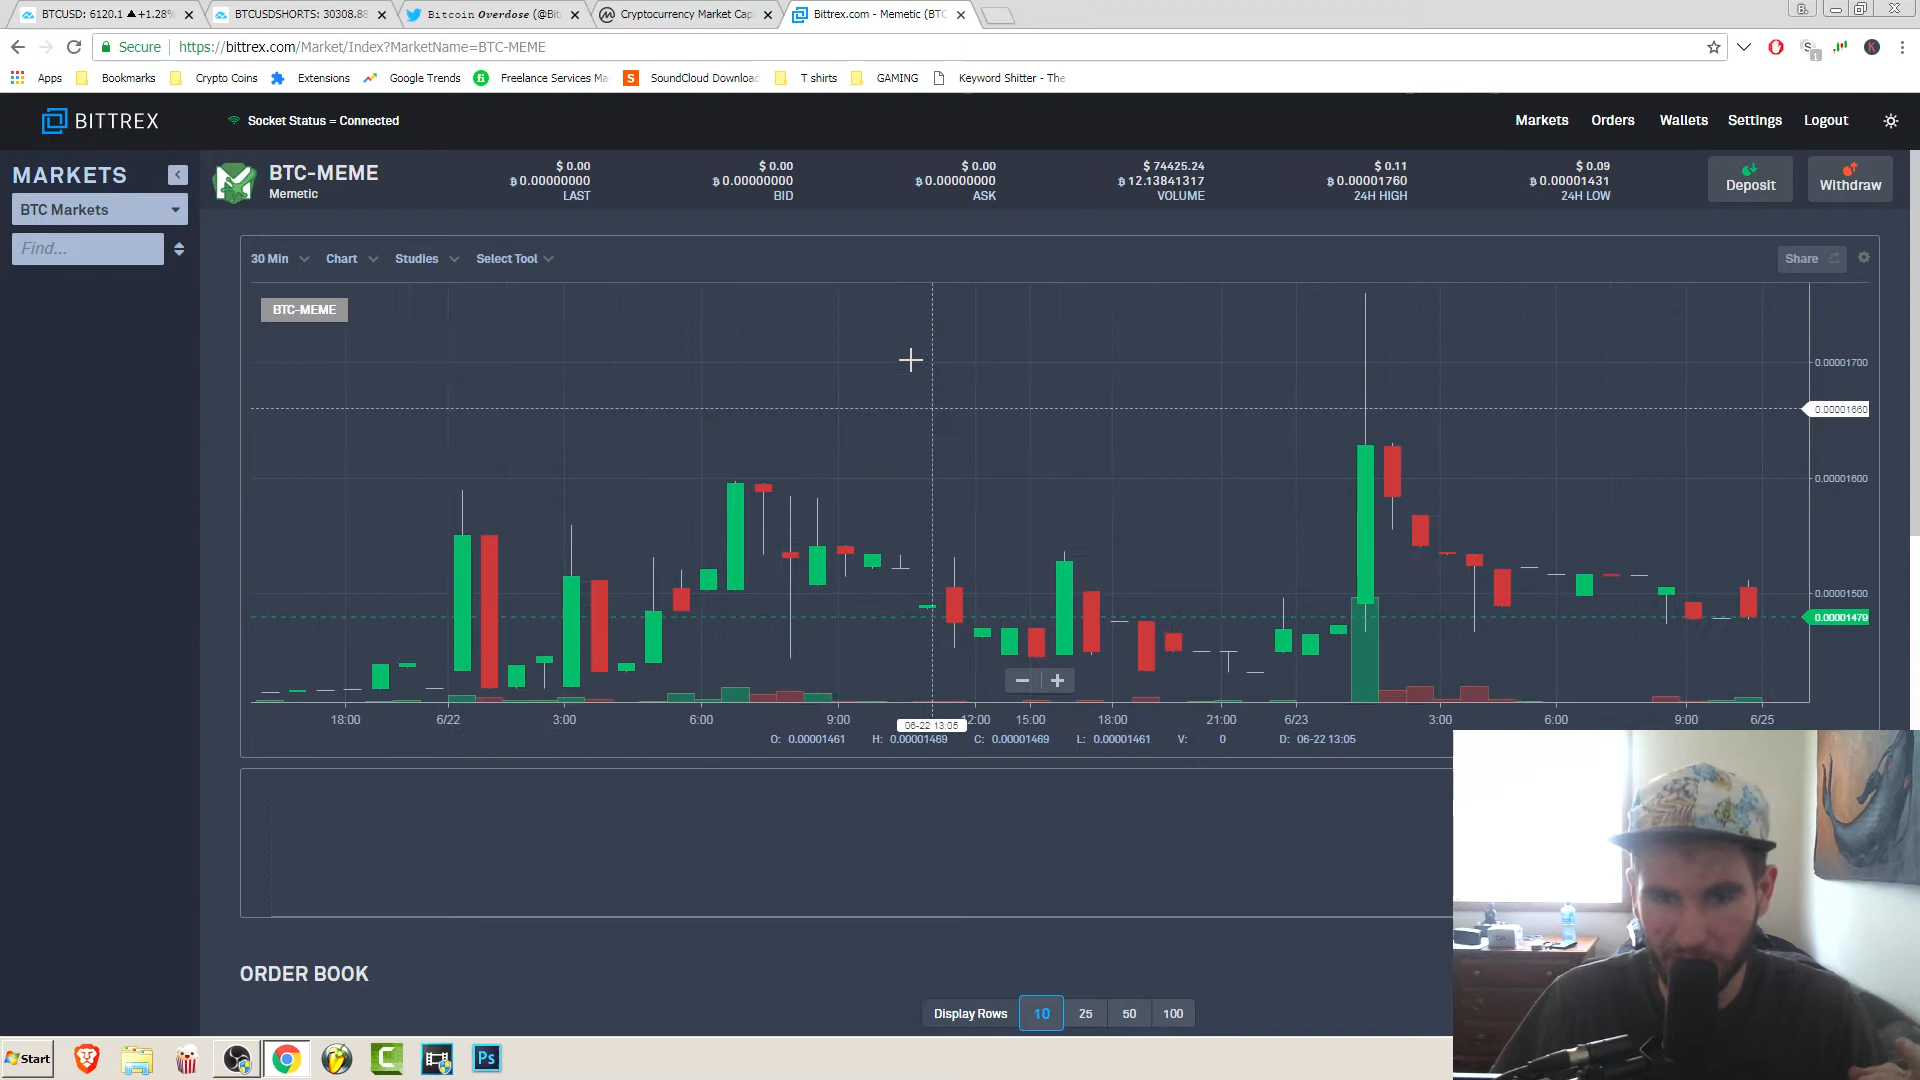 BTCUSD: 6120.1 ▲+1.28%
BTCUSDSHORTS: 30308.88
Bitcoin Overdose (@Bit
Cryptocurrency Market Cap
Bittrex.com - Memetic (BTC
Secure
https://bittrex.com/Market/Index?MarketName=BTC-MEME
Apps
Bookmarks
Crypto Coins
Extensions
Google Trends
Freelance Services Ma
SoundCloud Download
T shirts
GAMING
Keyword Shitter - The
BITTREX
Socket Status = Connected
Markets
Orders
Wallets
Settings
Logout
MARKETS
BTC Markets
Find...
BTC-MEME
Memetic
$ 0.00
₿ 0.00000000
LAST
$ 0.00
₿ 0.00000000
BID
$ 0.00
₿ 0.00000000
ASK
$ 74425.24
₿ 12.13841317
VOLUME
$ 0.11
₿ 0.00001760
24H HIGH
$ 0.09
₿ 0.00001431
24H LOW
Deposit
Withdraw
30 Min
Chart
Studies
Select Tool
Share
BTC-MEME
0.00001700
0.00001660
0.00001600
0.00001500
0.00001479
18:00
6/22
3:00
6:00
9:00
06-22 13:05
12:00
15:00
18:00
21:00
6/23
3:00
6:00
9:00
6/25
O: 0.00001461 H: 0.00001469 C: 0.00001469 L: 0.00001461 V: 0 D: 06-22 13:05
ORDER BOOK
Display Rows 10 25 50 100
Start
Ps